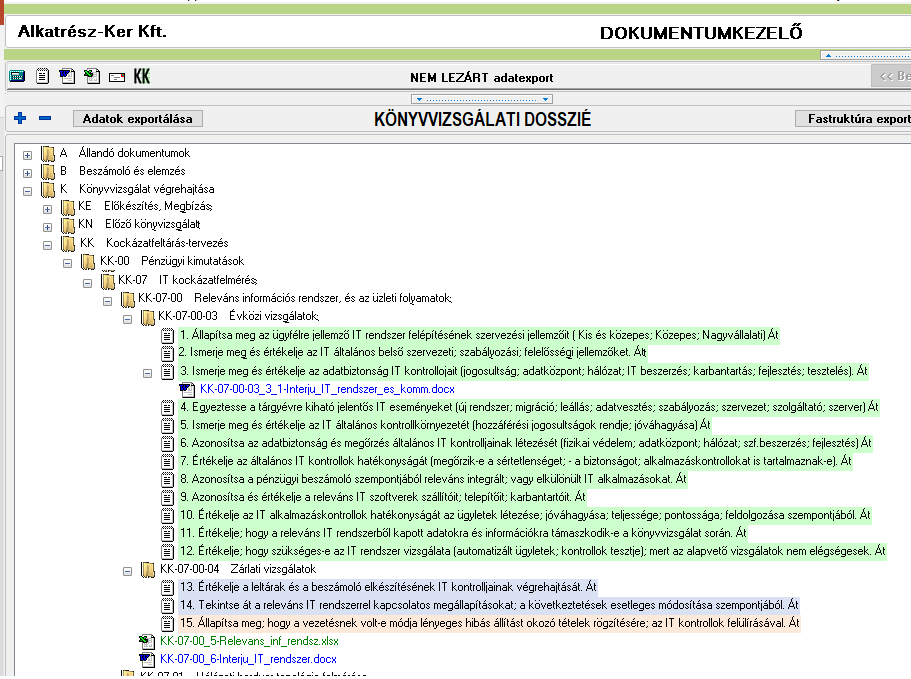 Alkatrész-Ker Kft.
DOKUMENTUMKEZELŐ
KK
NEM LEZÁRT adatexport
<< Be
Adatok exportálása
KÖNYVVIZSGÁLATI DOSSZIÉ
Fastruktúra export
A Állandó dokumentumok
B Beszámoló és elemzés
K Könyvvizsgálat végrehajtása
KE Előkészítés, Megbízás;
KN Előző könyvizsgálat;
KK Kockázatfeltárás-tervezés
KK-00 Pénzügyi kimutatások
KK-07 IT kockázatfelmérés;
KK-07-00 Releváns információs rendszer, és az üzleti folyamatok;
KK-07-00-03 Évközi vizsgálatok;
1. Állapítsa meg az ügyfélre jellemző IT rendszer felépítésének szervezési jellemzőit ( Kis és közepes; Közepes; Nagyvállalati) Át
2. Ismerje meg és értékelje az IT általános belső szervezeti; szabályozási; felelősségi jellemzőket. Átt
3. Ismerje meg és értékelje az adatbiztonság IT kontrolljait (jogosultság; adatközpont; hálózat; IT beszerzés; karbantartás; fejlesztés; tesztelés). Át
KK-07-00-03_3_1-Interju_IT_rendszer_es_komm.docx
4. Egyeztesse a tárgyévre kiható jelentős IT eseményeket (új rendszer; migráció; leállás; adatvesztés; szabályozás; szervezet; szolgáltató; szerver) Át
5. Ismerje meg és értékelje az IT általános kontrollkörnyezetét (hozzáférési jogosultságok rendje; jóváhagyása) Át
6. Azonosítsa az adatbiztonság és megőrzés általános IT kontrolljainak létezését (fizikai védelem; adatközpont; hálózat; szf.beszerzés; fejlesztés) Át
7. Értékelje az általános IT kontrollok hatékonyságát (megőrzik-e a sértetlenséget; - a biztonságot; alkalmazáskontrollokat is tartalmaznak-e). Át
8. Azonosítsa a pénzügyi beszámoló szempontjából releváns integrált; vagy elkülönült IT alkalmazásokat. Át
9. Azonosítsa és értékelje a releváns IT szoftverek szállítóit; telepítőit; karbantartóit. Át
10. Értékelje az IT alkalmazáskontrollok hatékonyságát az ügyletek létezése; jóváhagyása; teljessége; pontossága; feldolgozása szempontjából. Át
11. Értékelje; hogy a releváns IT rendszerből kapott adatokra és információkra támaszkodik-e a könyvvizsgálat során. Át
12. Értékelje; hogy szükséges-e az IT rendszer vizsgálata (automatizált ügyletek; kontrollok tesztje); mert az alapvető vizsgálatok nem elégségesek. Át
KK-07-00-04 Zárlati vizsgálatok
13. Értékelje a leltárak és a beszámoló elkészítésének IT kontrolljainak végrehajtását. Át
14. Tekintse át a releváns IT rendszerrel kapcsolatos megállapításokat; a következtetések esetleges módosítása szempontjából. Át
15. Állapítsa meg; hogy a vezetésnek volt-e módja lényeges hibás állítást okozó tételek rögzítésére; az IT kontrollok felülírásával. Át
KK-07-00_5-Relevans_inf_rendsz.xlsx
KK-07-00_6-Interju_IT_rendszer.docx
KK-07-01 Hálózati hardver topológia felmérése